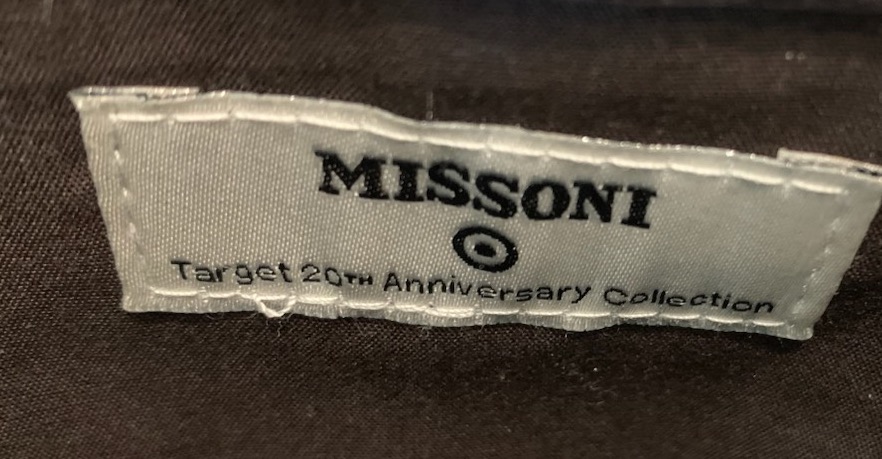 MISSONI
Target 20TH Anniversary Collection